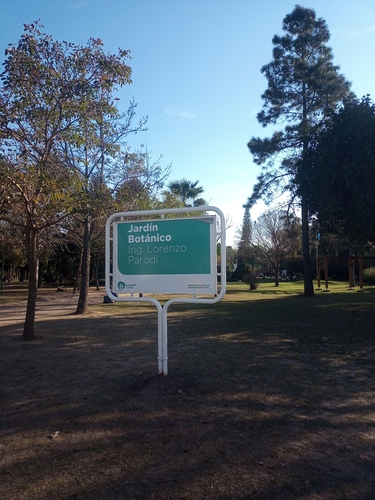 Jardín
Botánico
Ing. Lorenzo
Parodi